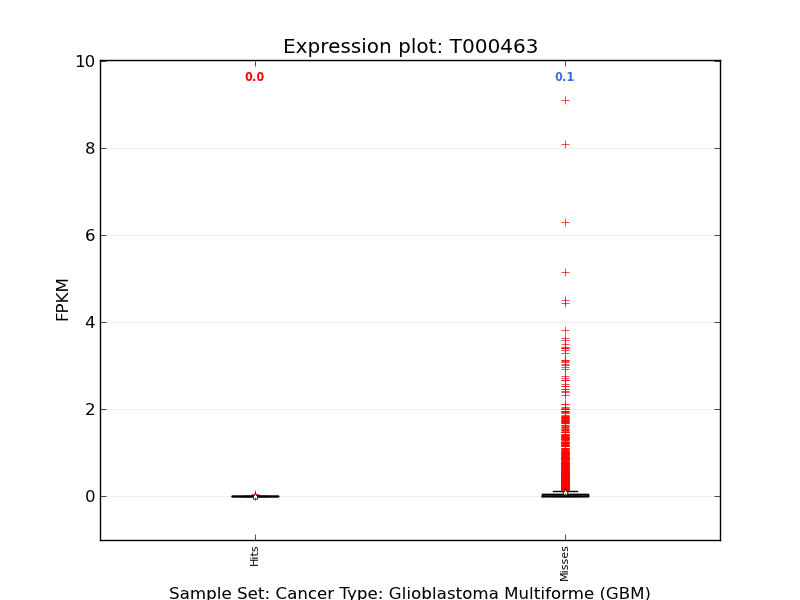 Expression plot: T000463
10
0.0
0.1
8
6
FPKM
4
2
0
Hits
Misses
Sample Set: Cancer Type: Glioblastoma Multiforme (GBM)